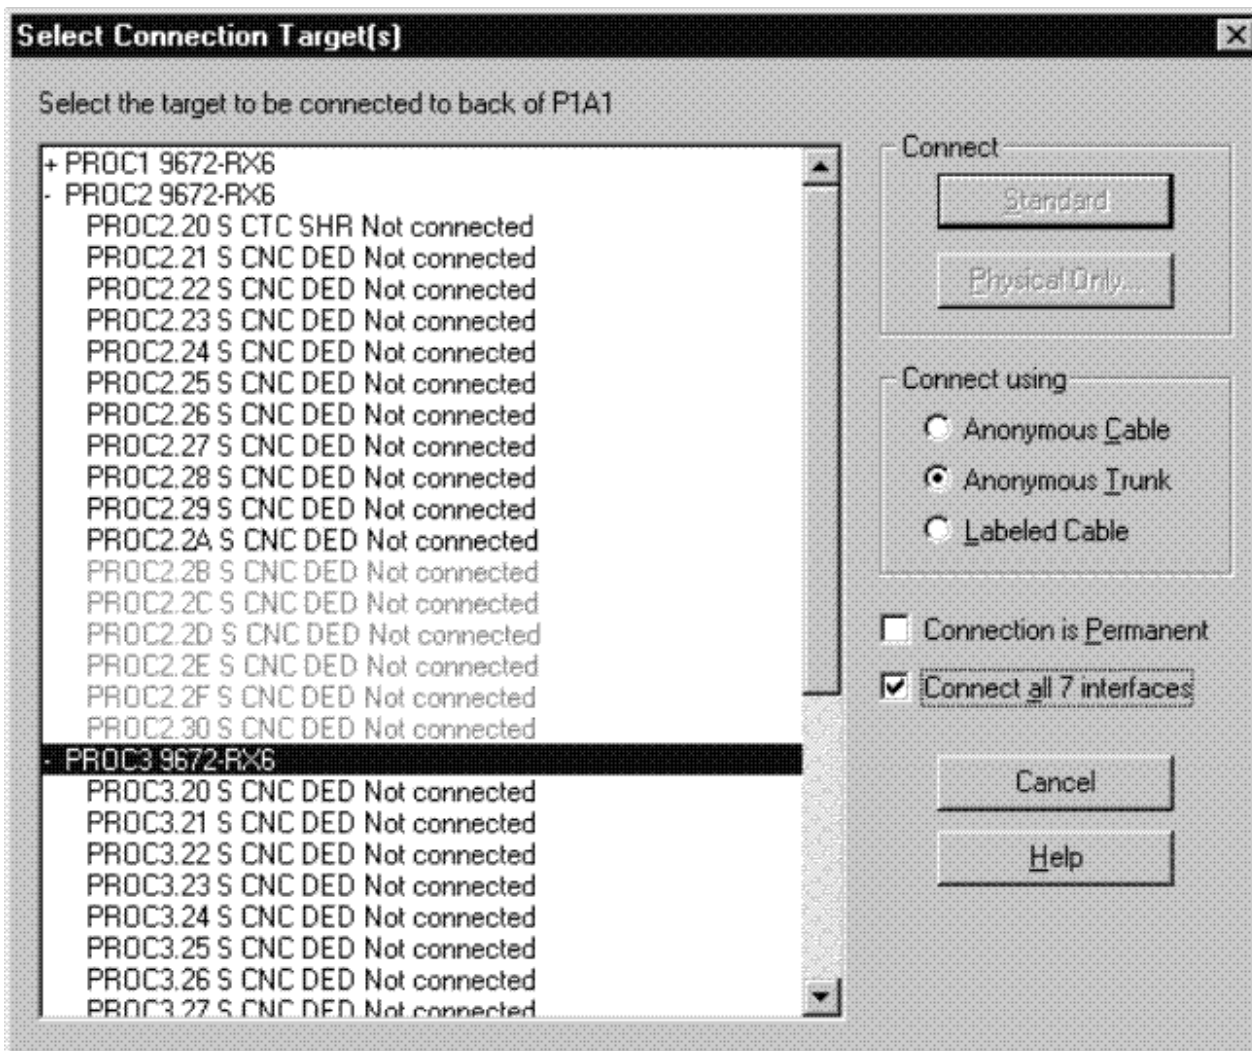 Select Connection Target(s)
Select the target to be connected to back of P1A1
+ PROC1 9672-RX6
- PROC2 9672-RX6
PROC2.20 S CTC SHR Not connected
PROC2.21 S CNC DED Not connected
PROC2.22 S CNC DED Not connected
PROC2.23 S CNC DED Not connected
PROC2.24 S CNC DED Not connected
PROC2.25 S CNC DED Not connected
PROC2.26 S CNC DED Not connected
PROC2.27 S CNC DED Not connected
PROC2.28 S CNC DED Not connected
PROC2.29 S CNC DED Not connected
PROC2.2A S CNC DED Not connected
PROC2.2B S CNC DED Not connected
PROC2.2C S CNC DED Not connected
PROC2.2D S CNC DED Not connected
PROC2.2E S CNC DED Not connected
PROC2.2F S CNC DED Not connected
PROC2.30 S CNC DED Not connected
- PROC3 9672-RX6
PROC3.20 S CNC DED Not connected
PROC3.21 S CNC DED Not connected
PROC3.22 S CNC DED Not connected
PROC3.23 S CNC DED Not connected
PROC3.24 S CNC DED Not connected
PROC3.25 S CNC DED Not connected
PROC3.26 S CNC DED Not connected
PROC3.27 S CNC DED Not connected
Connect
Standard
Physical Only...
Connect using
Anonymous Cable
Anonymous Trunk
Labeled Cable
Connection is Permanent
Connect all 7 interfaces
Cancel
Help